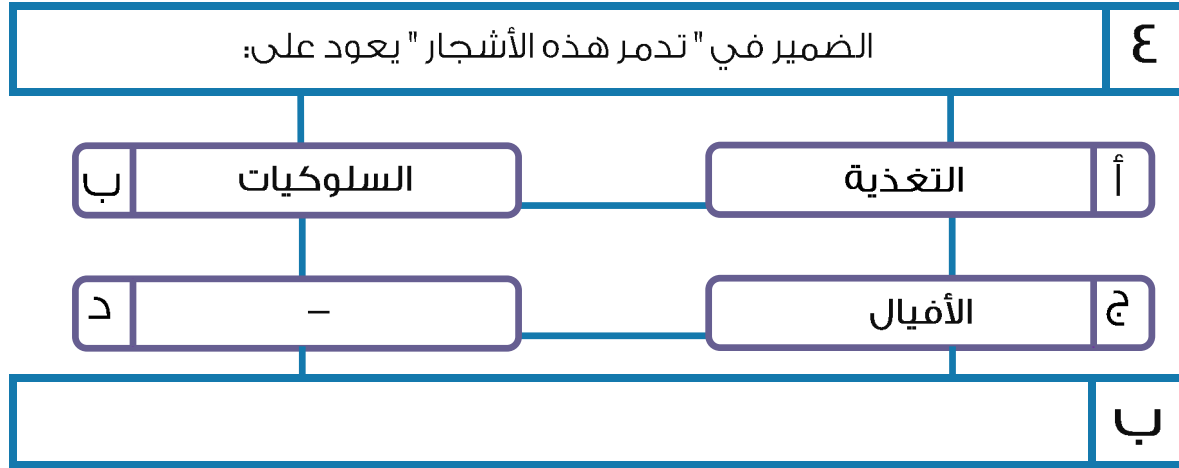 ٤
الضمير في " تدمر هذه الأشجار " يعود على:
أ
التغذية
ب
السلوكيات
ج
الأفيال
د
–
ب